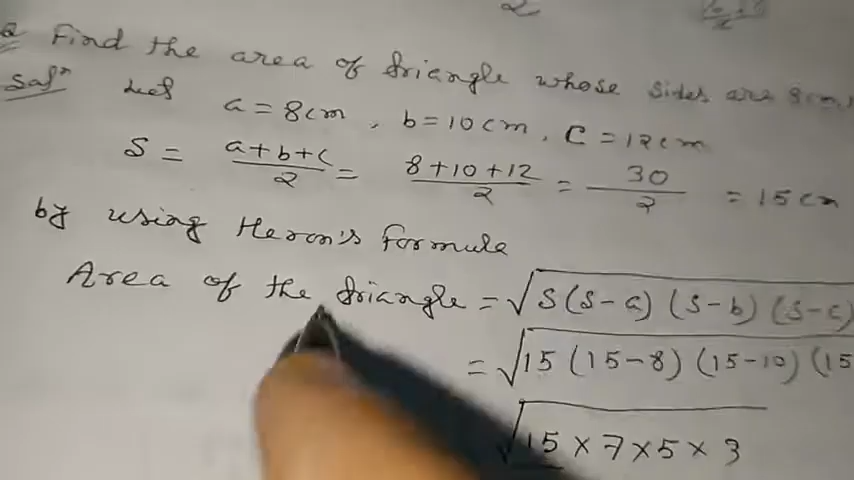 Q Find the area of triangle whose sides are 8cm,
Solⁿ Let a = 8cm, b = 10cm, C = 12cm
S = a+b+c/2 = 8+10+12/2 = 30/2 = 15cm
by using Heron's formula
Area of the triangle = √S(S-a)(S-b)(S-c)
= √15(15-8)(15-10)(15
√15×7×5×3